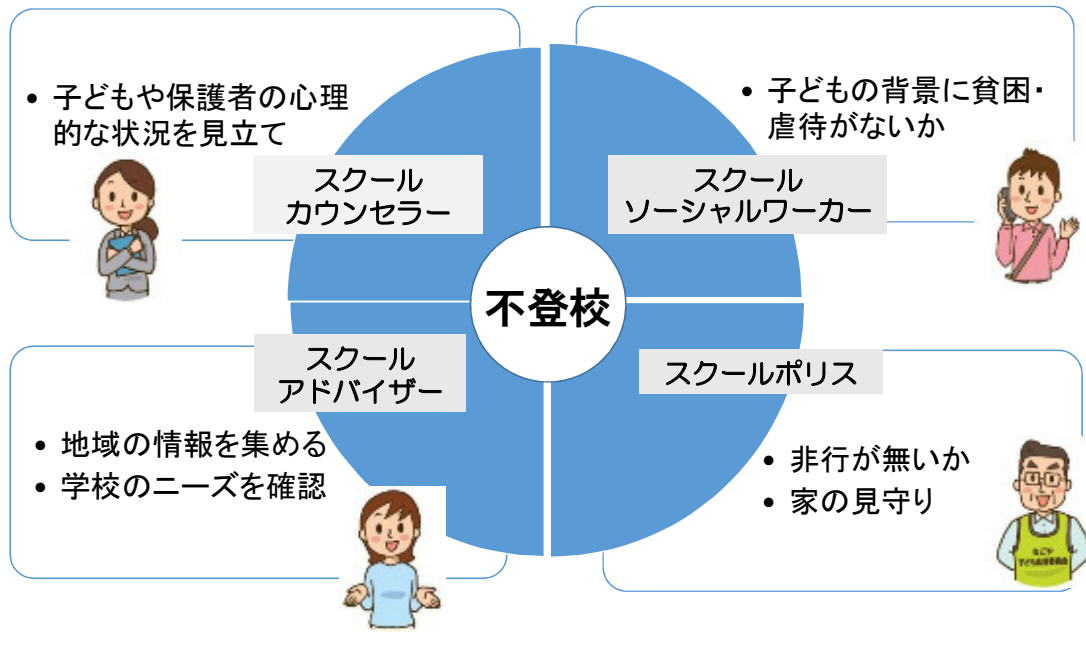 • 子どもや保護者の心理
的な状況を見立て
スクール
カウンセラー
• 子どもの背景に貧困・
虐待がないか
スクール
ソーシャルワーカー
不登校
スクール
アドバイザー
• 地域の情報を集める
• 学校のニーズを確認
スクールポリス
• 非行が無いか
• 家の見守り
なごや